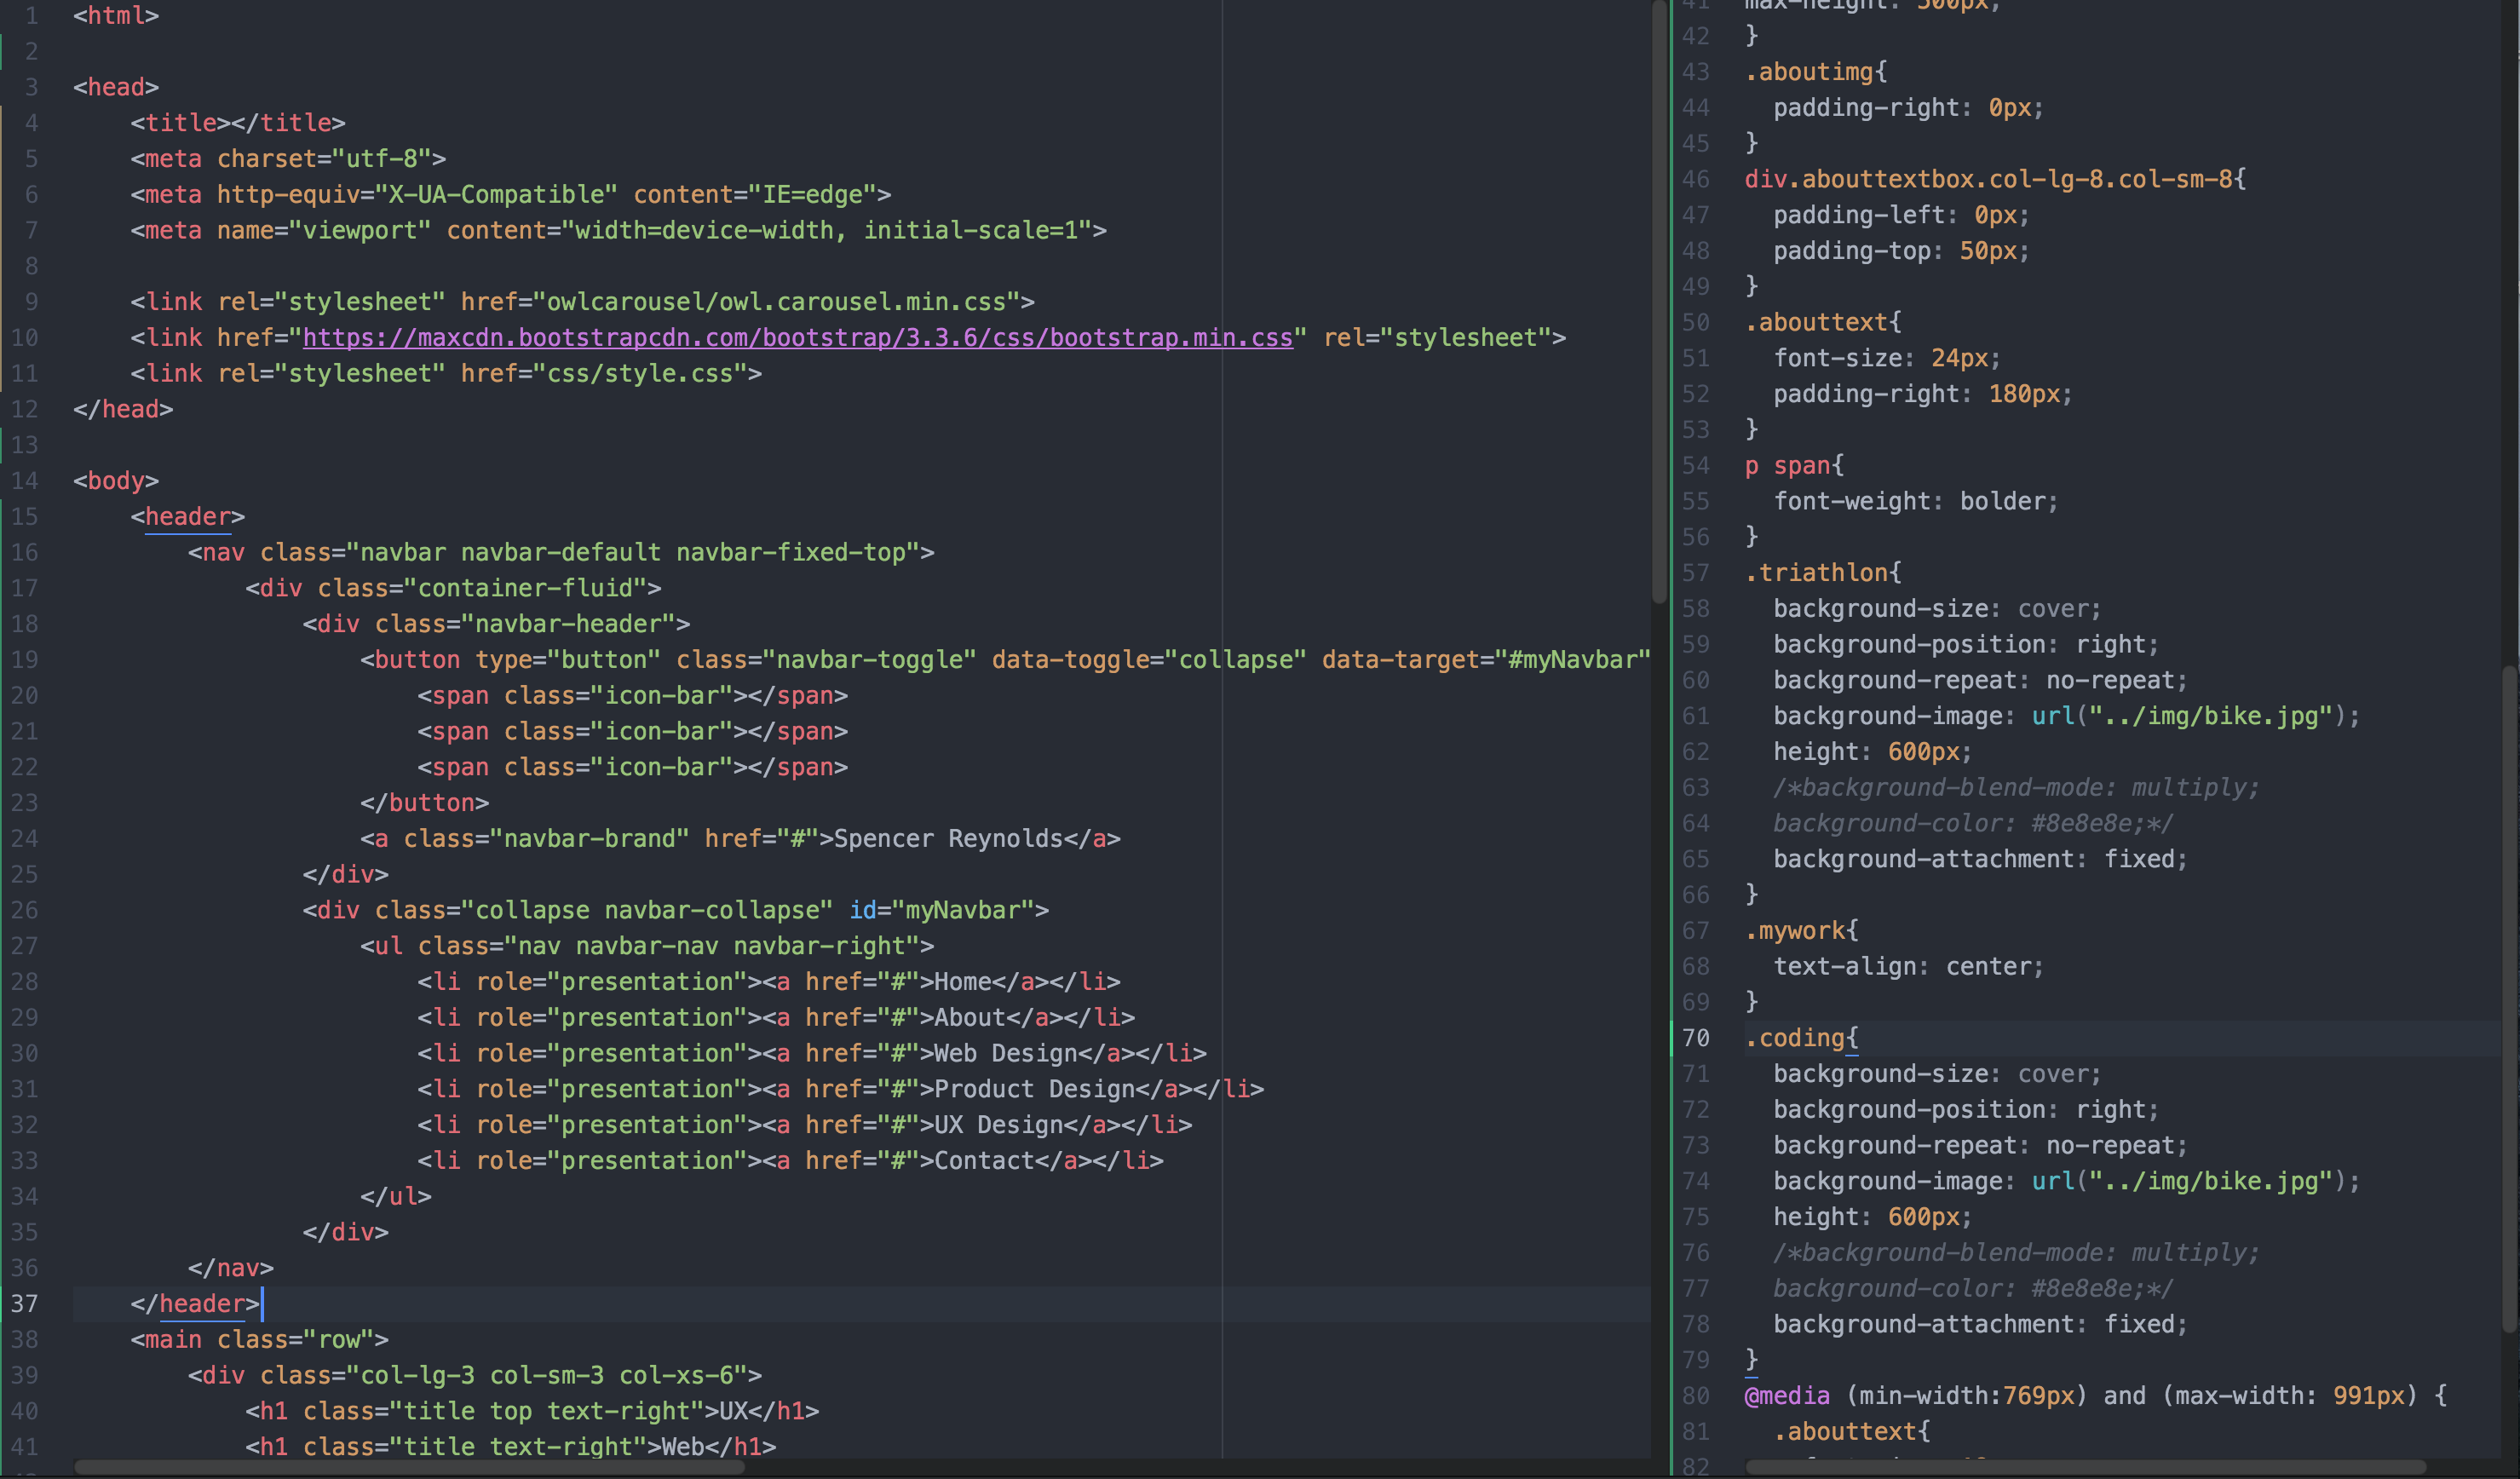 1 <html>
2
3 <head>
4 <title></title>
5 <meta charset="utf-8">
6 <meta http-equiv="X-UA-Compatible" content="IE=edge">
7 <meta name="viewport" content="width=device-width, initial-scale=1">
8
9 <link rel="stylesheet" href="owlcarousel/owl.carousel.min.css">
10 <link href="https://maxcdn.bootstrapcdn.com/bootstrap/3.3.6/css/bootstrap.min.css" rel="stylesheet">
11 <link rel="stylesheet" href="css/style.css">
12 </head>
13
14 <body>
15 <header>
16 <nav class="navbar navbar-default navbar-fixed-top">
17 <div class="container-fluid">
18 <div class="navbar-header">
19 <button type="button" class="navbar-toggle" data-toggle="collapse" data-target="#myNavbar"
20 <span class="icon-bar"></span>
21 <span class="icon-bar"></span>
22 <span class="icon-bar"></span>
23 </button>
24 <a class="navbar-brand" href="#">Spencer Reynolds</a>
25 </div>
26 <div class="collapse navbar-collapse" id="myNavbar">
27 <ul class="nav navbar-nav navbar-right">
28 <li role="presentation"><a href="#">Home</a></li>
29 <li role="presentation"><a href="#">About</a></li>
30 <li role="presentation"><a href="#">Web Design</a></li>
31 <li role="presentation"><a href="#">Product Design</a></li>
32 <li role="presentation"><a href="#">UX Design</a></li>
33 <li role="presentation"><a href="#">Contact</a></li>
34 </ul>
35 </div>
36 </nav>
37 </header>
38 <main class="row">
39 <div class="col-lg-3 col-sm-3 col-xs-6">
40 <h1 class="title top text-right">UX</h1>
41 <h1 class="title text-right">Web</h1>
41 max-height: 500px;
42 }
43 .aboutimg{
44 padding-right: 0px;
45 }
46 div.abouttextbox.col-lg-8.col-sm-8{
47 padding-left: 0px;
48 padding-top: 50px;
49 }
50 .abouttext{
51 font-size: 24px;
52 padding-right: 180px;
53 }
54 p span{
55 font-weight: bolder;
56 }
57 .triathlon{
58 background-size: cover;
59 background-position: right;
60 background-repeat: no-repeat;
61 background-image: url("../img/bike.jpg");
62 height: 600px;
63 /*background-blend-mode: multiply;
64 background-color: #8e8e8e;*/
65 background-attachment: fixed;
66 }
67 .mywork{
68 text-align: center;
69 }
70 .coding{
71 background-size: cover;
72 background-position: right;
73 background-repeat: no-repeat;
74 background-image: url("../img/bike.jpg");
75 height: 600px;
76 /*background-blend-mode: multiply;
77 background-color: #8e8e8e;*/
78 background-attachment: fixed;
79 }
80 @media (min-width:769px) and (max-width: 991px) {
81 .abouttext{
82